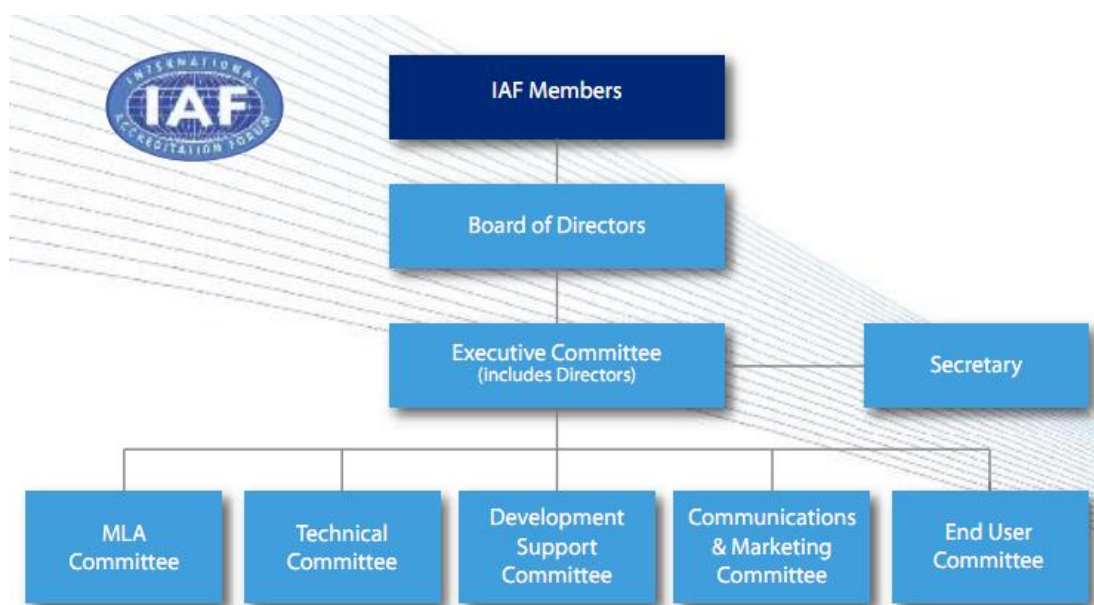 INTERNATIONAL
IAF
ACCREDITATION FORUM
IAF Members
Board of Directors
Executive Committee
(includes Directors)
Secretary
MLA
Committee
Technical
Committee
Development
Support
Committee
Communications
& Marketing
Committee
End User
Committee